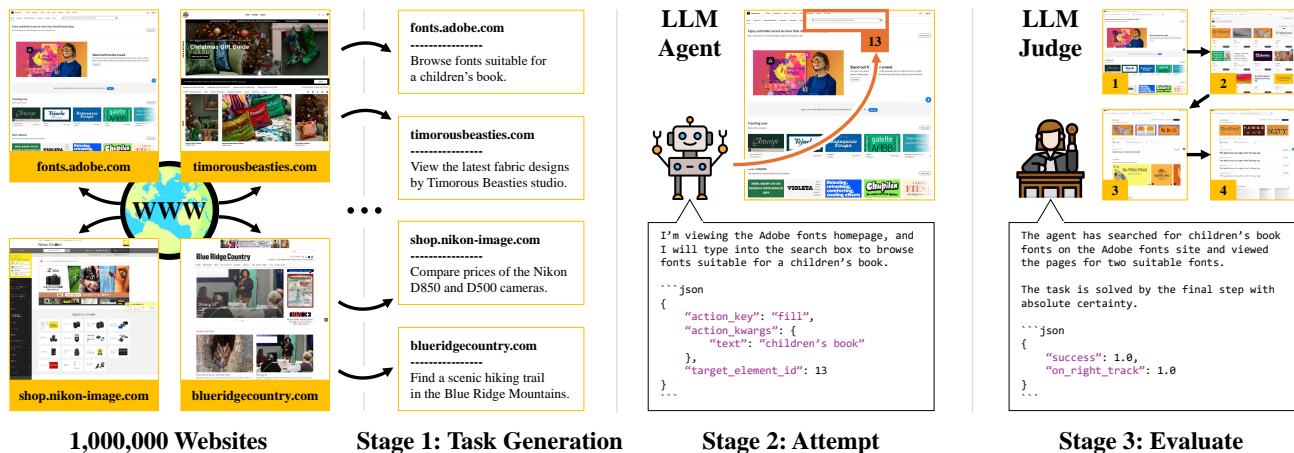 fonts.adobe.com
timorousbeasties.com
WWW
shop.nikon-image.com
blueridgecountry.com
Christmas Gift Guide
Blue Ridge Country
1,000,000 Websites
fonts.adobe.com
----------------
Browse fonts suitable for
a children's book.
timorousbeasties.com
----------------
View the latest fabric designs
by Timorous Beasties studio.
...
shop.nikon-image.com
----------------
Compare prices of the Nikon
D850 and D500 cameras.
blueridgecountry.com
----------------
Find a scenic hiking trail
in the Blue Ridge Mountains.
Stage 1: Task Generation
LLM
Agent
13
I'm viewing the Adobe fonts homepage, and
I will type into the search box to browse
fonts suitable for a children's book.
```json
{
"action_key": "fill",
"action_kwargs": {
"text": "children's book"
},
"target_element_id": 13
}
```
Stage 2: Attempt
LLM
Judge
1
2
3
4
The agent has searched for children's book
fonts on the Adobe fonts site and viewed
the pages for two suitable fonts.
The task is solved by the final step with
absolute certainty.
```json
{
"success": 1.0,
"on_right_track": 1.0
}
```
Stage 3: Evaluate